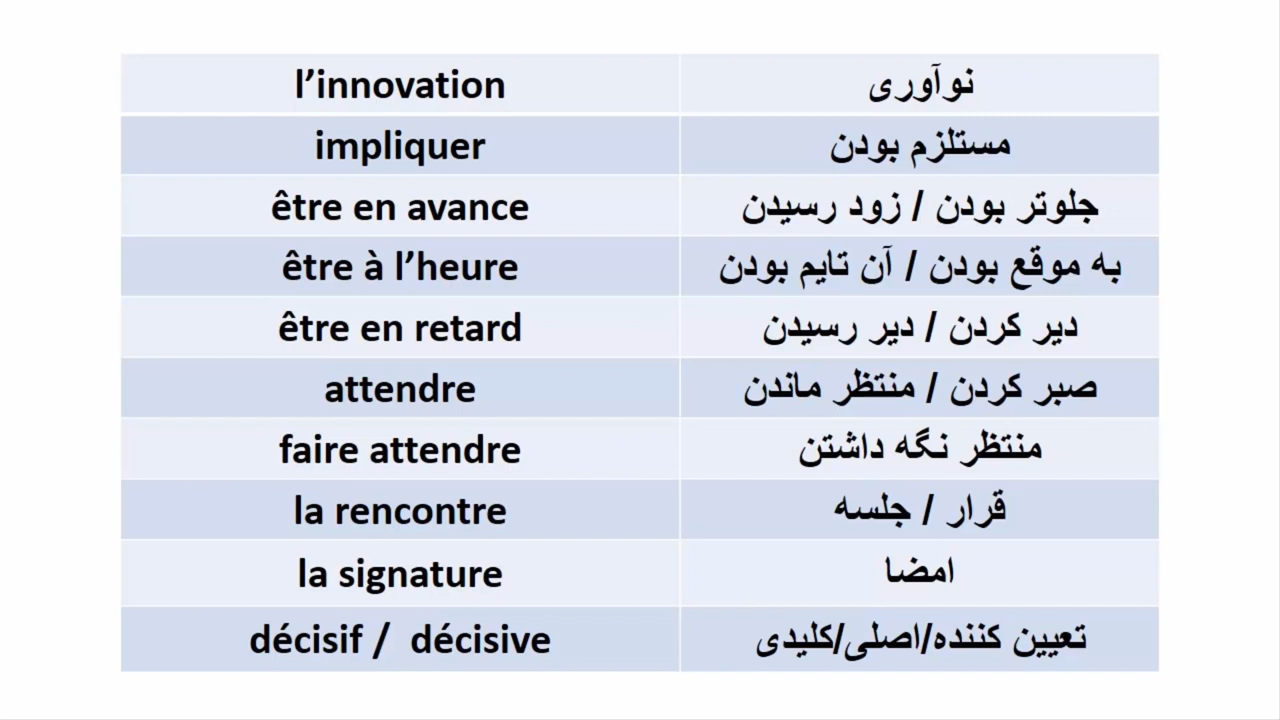 l’innovation نوآوری
impliquer مستلزم بودن
être en avance جلوتر بودن / زود رسیدن
être à l’heure به موقع بودن / آن تایم بودن
être en retard دیر کردن / دیر رسیدن
attendre صبر کردن / منتظر ماندن
faire attendre منتظر نگه داشتن
la rencontre قرار / جلسه
la signature امضا
décisif / décisive تعیین کننده/اصلی/کلیدی